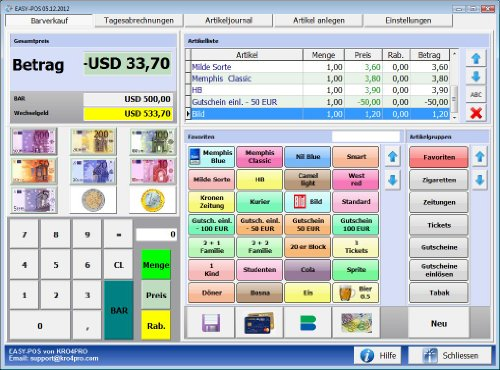 EASY-POS 05.12.2012
Barverkauf
Tagesabrechnungen
Artikeljournal
Artikel anlegen
Einstellungen
Gesamtpreis
Betrag -USD 33,70
BAR USD 500,00
Wechselgeld USD 533,70
Artikelliste
Artikel Menge Preis Rab. Betrag
Milde Sorte 1,00 3,60 0,00 3,60
Memphis Classic 1,00 3,80 0,00 3,80
HB 1,00 3,90 0,00 3,90
Gutschein einl. - 50 EUR 1,00 -50,00 0,00 -50,00
Bild 1,00 1,20 0,00 1,20
ABC
Favoriten
Memphis Blue
Memphis Classic
Nil Blue
Smart
Milde Sorte
HB
Camel light
West red
Kronen Zeitung
Kurier
Bild
Standard
Gutsch. einl. - 100 EUR
Gutsch. einl. - 50 EUR
Gutschein 50 EUR
Gutschein 100 EUR
2 + 1 Familie
2 + 2 Familie
20 er Block
3 Tickets
1 Kind
Studenten
Cola
Sprite
Döner
Bosna
Eis
Bier 0.5
Artikelgruppen
Favoriten
Zigaretten
Zeitungen
Tickets
Gutscheine
Gutscheine einlösen
Tabak
Neu
0
7 8 9 =
4 5 6 CL Menge
1 2 3 BAR Preis
0 , Rab.
EASY-POS von KRO4PRO
Email: support@kro4pro.com
Hilfe
Schliessen